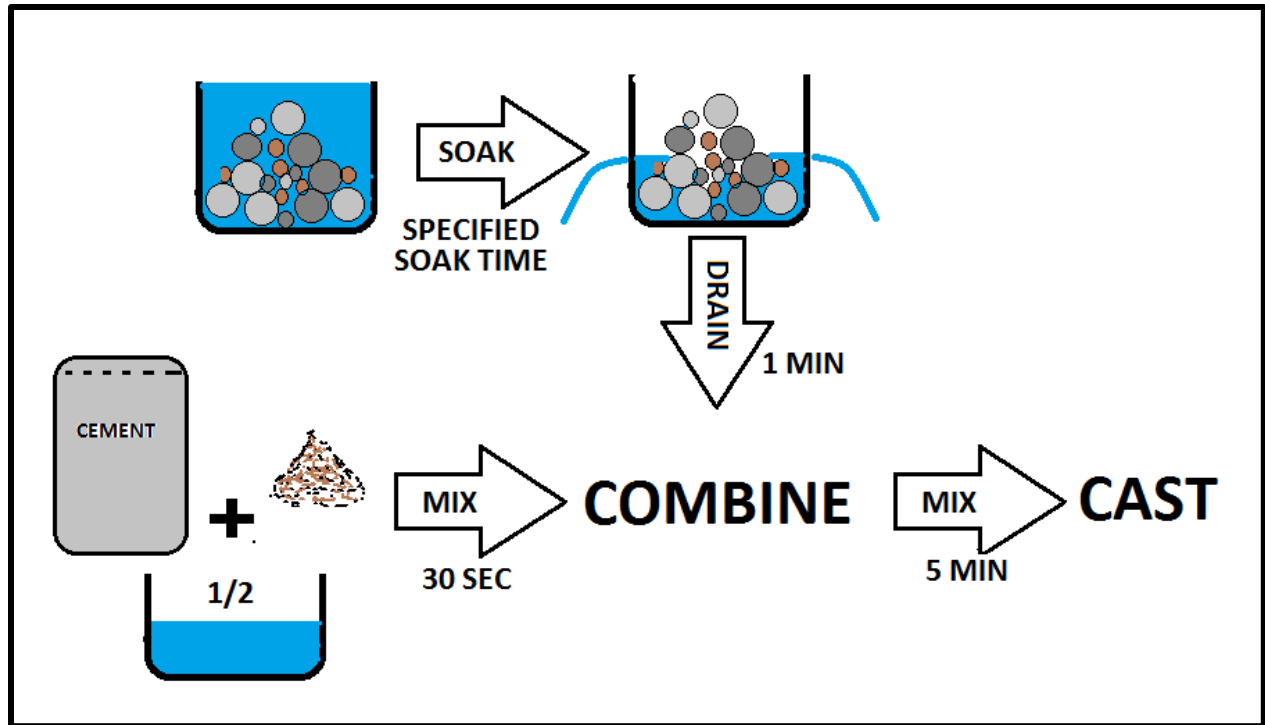 SOAK
SPECIFIED
SOAK TIME
DRAIN
1 MIN
CEMENT
+
1/2
MIX
30 SEC
COMBINE
MIX
5 MIN
CAST